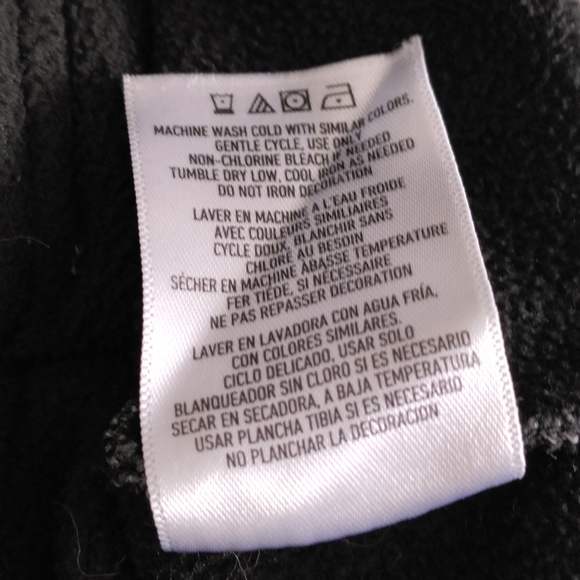 MACHINE WASH COLD WITH SIMILAR COLORS.
GENTLE CYCLE, USE ONLY
NON-CHLORINE BLEACH IF NEEDED
TUMBLE DRY LOW, COOL IRON AS NEEDED
DO NOT IRON DECORATION
LAVER EN MACHINE A L'EAU FROIDE
AVEC COULEURS SIMILIAIRES
CYCLE DOUX, BLANCHIR SANS
CHLORE AU BESOIN
SÉCHER EN MACHINE ÀBASSE TEMPERATURE
FER TIÉDE, SI NÉCESSAIRE
NE PAS REPASSER DECORATION
LAVER EN LAVADORA CON AGUA FRÍA,
CON COLORES SIMILARES.
CICLO DELICADO, USAR SOLO
BLANQUEADOR SIN CLORO SI ES NECESARIO
SECAR EN SECADORA, A BAJA TEMPERATURA
USAR PLANCHA TIBIA SI ES NECESARIO
NO PLANCHAR LA DECORACIÓN